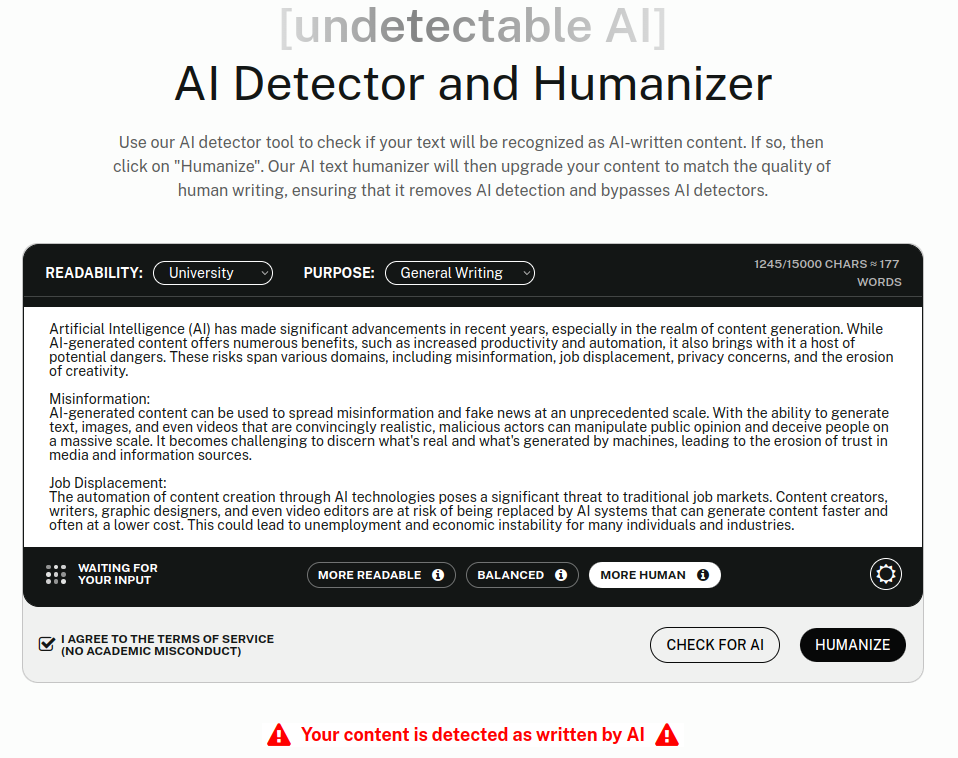 [undetectable AI]
AI Detector and Humanizer
Use our AI detector tool to check if your text will be recognized as AI-written content. If so, then
click on "Humanize". Our AI text humanizer will then upgrade your content to match the quality of
human writing, ensuring that it removes AI detection and bypasses AI detectors.
READABILITY: University PURPOSE: General Writing 1245/15000 CHARS ≈ 177
WORDS
Artificial Intelligence (AI) has made significant advancements in recent years, especially in the realm of content generation. While
AI-generated content offers numerous benefits, such as increased productivity and automation, it also brings with it a host of
potential dangers. These risks span various domains, including misinformation, job displacement, privacy concerns, and the erosion
of creativity.
Misinformation:
AI-generated content can be used to spread misinformation and fake news at an unprecedented scale. With the ability to generate
text, images, and even videos that are convincingly realistic, malicious actors can manipulate public opinion and deceive people on
a massive scale. It becomes challenging to discern what's real and what's generated by machines, leading to the erosion of trust in
media and information sources.
Job Displacement:
The automation of content creation through AI technologies poses a significant threat to traditional job markets. Content creators,
writers, graphic designers, and even video editors are at risk of being replaced by AI systems that can generate content faster and
often at a lower cost. This could lead to unemployment and economic instability for many individuals and industries.
WAITING FOR
YOUR INPUT
MORE READABLE BALANCED MORE HUMAN
I AGREE TO THE TERMS OF SERVICE
(NO ACADEMIC MISCONDUCT)
CHECK FOR AI HUMANIZE
Your content is detected as written by AI